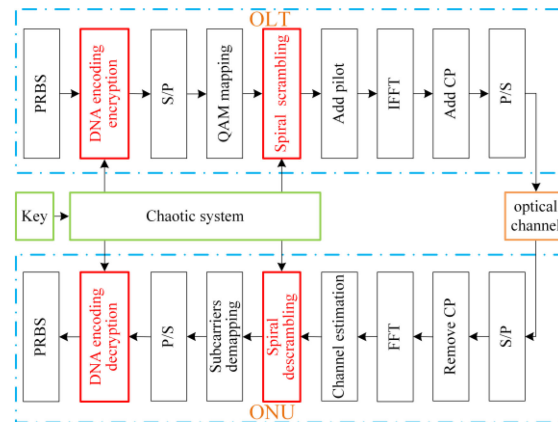 OLT
PRBS
DNA encoding
encryption
S/P
QAM mapping
Spiral scrambling
Add pilot
IFFT
Add CP
P/S
Key
Chaotic system
optical
channel
PRBS
DNA encoding
decryption
P/S
Subcarriers
demapping
Spiral
descrambling
Channel estimation
FFT
Remove CP
S/P
ONU